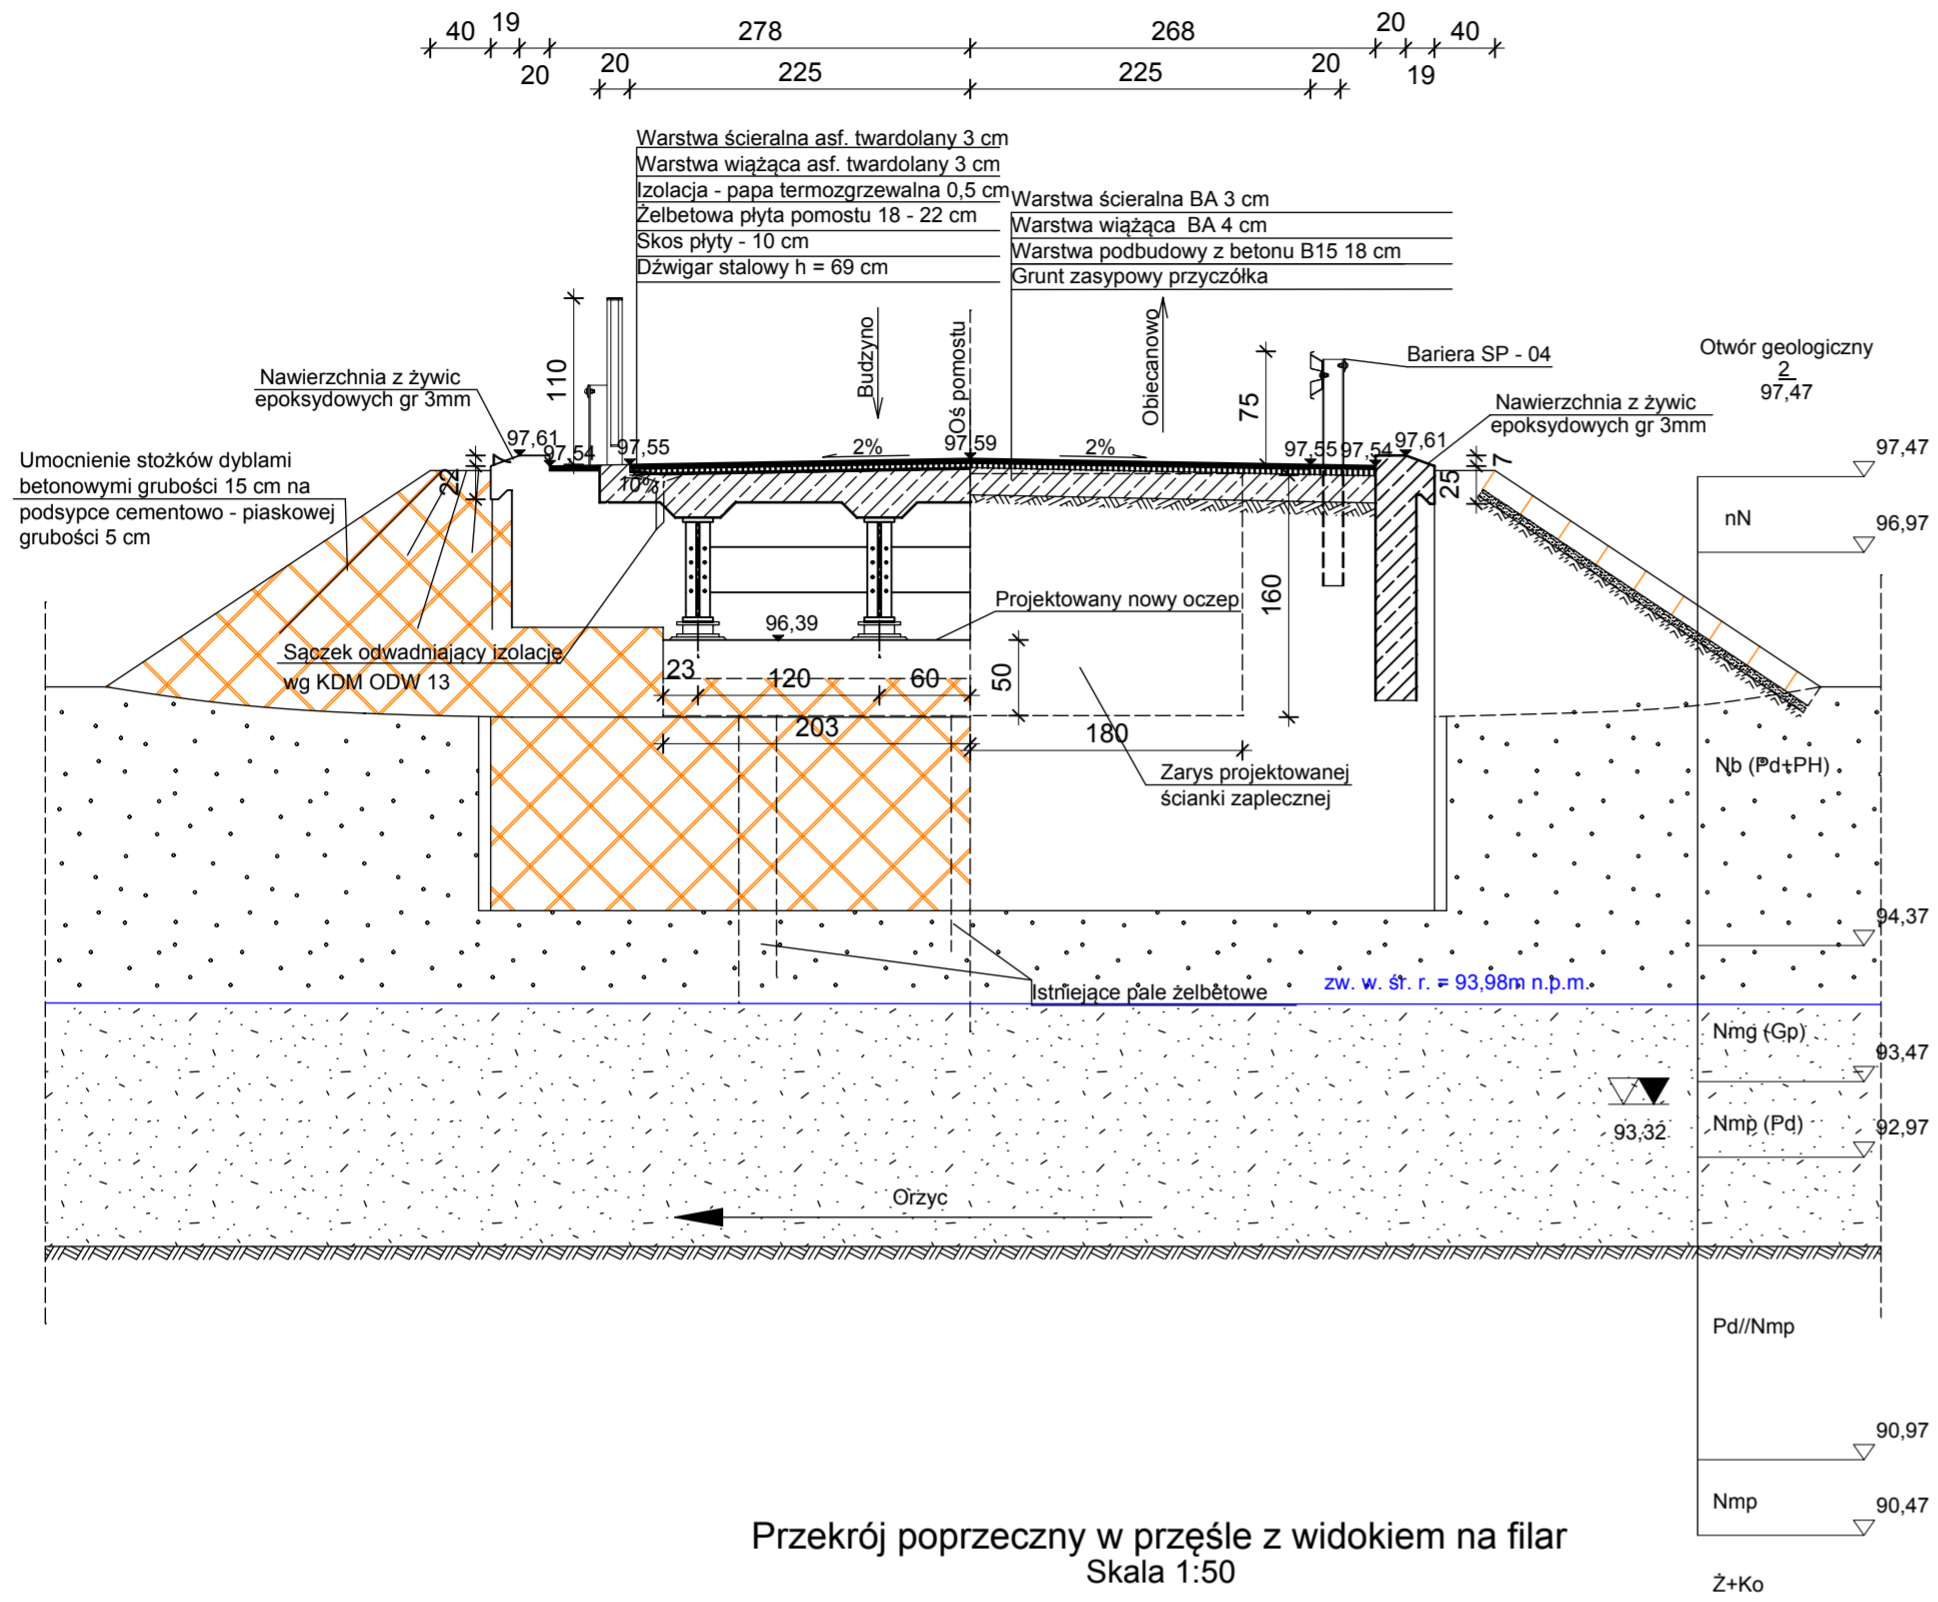 40
19
20
278
268
20
19
40
20
225
225
20
Warstwa ścieralna asf. twardolany 3 cm
Warstwa wiążąca asf. twardolany 3 cm
Izolacja - papa termozgrzewalna 0,5 cm
Żelbetowa płyta pomostu 18 - 22 cm
Skos płyty - 10 cm
Dźwigar stalowy h = 69 cm
Warstwa ścieralna BA 3 cm
Warstwa wiążąca BA 4 cm
Warstwa podbudowy z betonu B15 18 cm
Grunt zasypowy przyczółka
Budzyno
Oś pomostu
Obiecanowo
110
75
Bariera SP - 04
Otwór geologiczny
2
97,47
Nawierzchnia z żywic
epoksydowych gr 3mm
Nawierzchnia z żywic
epoksydowych gr 3mm
97,61
97,54
97,55
2%
97,59
2%
97,55
97,54
97,61
10%
7
22
7
25
Umocnienie stożków dyblami
betonowymi grubości 15 cm na
podsypce cementowo - piaskowej
grubości 5 cm
97,47
nN
96,97
Projektowany nowy oczep
160
96,39
Sączek odwadniający izolację
wg KDM ODW 13
23
120
60
50
203
180
Zarys projektowanej
ścianki zaplecznej
Nb (Pd+PH)
94,37
Istniejące pale żelbetowe
zw. w. śr. r. = 93,98m n.p.m.
Nmg (Gp)
93,47
93,32
Nmp (Pd)
92,97
Orzyc
Pd//Nmp
90,97
Nmp
90,47
Ż+Ko
Przekrój poprzeczny w przęśle z widokiem na filar
Skala 1:50